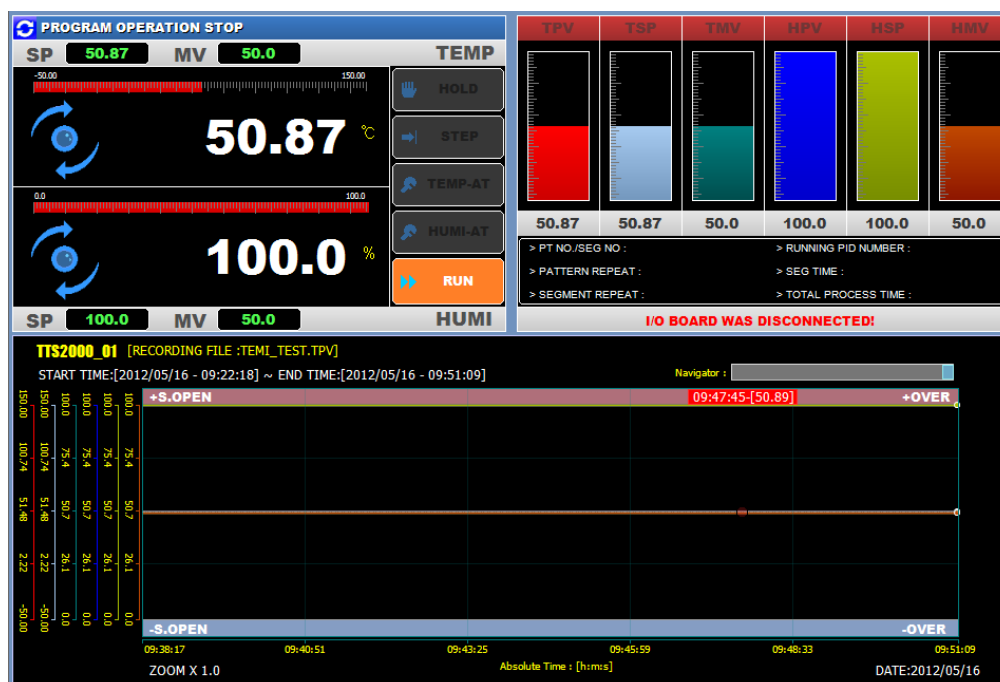 PROGRAM OPERATION STOP
SP 50.87 MV 50.0 TEMP
-50.00 150.00
50.87 ℃
0.0 100.0
100.0 %
HOLD
STEP
TEMP-AT
HUMI-AT
RUN
SP 100.0 MV 50.0 HUMI
TPV TSP TMV HPV HSP HMV
50.87 50.87 50.0 100.0 100.0 50.0
> PT NO./SEG NO : > RUNNING PID NUMBER :
> PATTERN REPEAT : > SEG TIME :
> SEGMENT REPEAT : > TOTAL PROCESS TIME :
I/O BOARD WAS DISCONNECTED!
TTS2000_01 [RECORDING FILE :TEMI_TEST.TPV]
START TIME:[2012/05/16 - 09:22:18] ~ END TIME:[2012/05/16 - 09:51:09] Navigator :
150.00 150.00 100.0 100.0 100.0 100.0
+S.OPEN 09:47:45-[50.89] +OVER
100.74 100.74 75.4 75.4 75.4 75.4
51.48 51.48 50.7 50.7 50.7 50.7
2.22 2.22 26.1 26.1 26.1 26.1
-50.00 -50.00 0.0 0.0 0.0 0.0
-S.OPEN -OVER
09:38:17 09:40:51 09:43:25 09:45:59 09:48:33 09:51:09
ZOOM X 1.0 Absolute Time : [h:m:s] DATE:2012/05/16